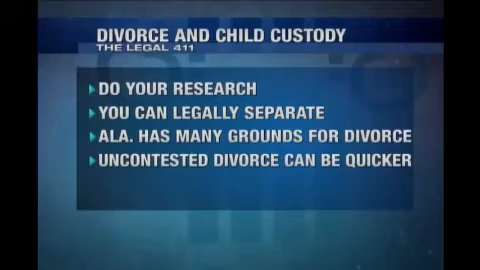 DIVORCE AND CHILD CUSTODY
THE LEGAL 411
DO YOUR RESEARCH
YOU CAN LEGALLY SEPARATE
ALA. HAS MANY GROUNDS FOR DIVORCE
UNCONTESTED DIVORCE CAN BE QUICKER